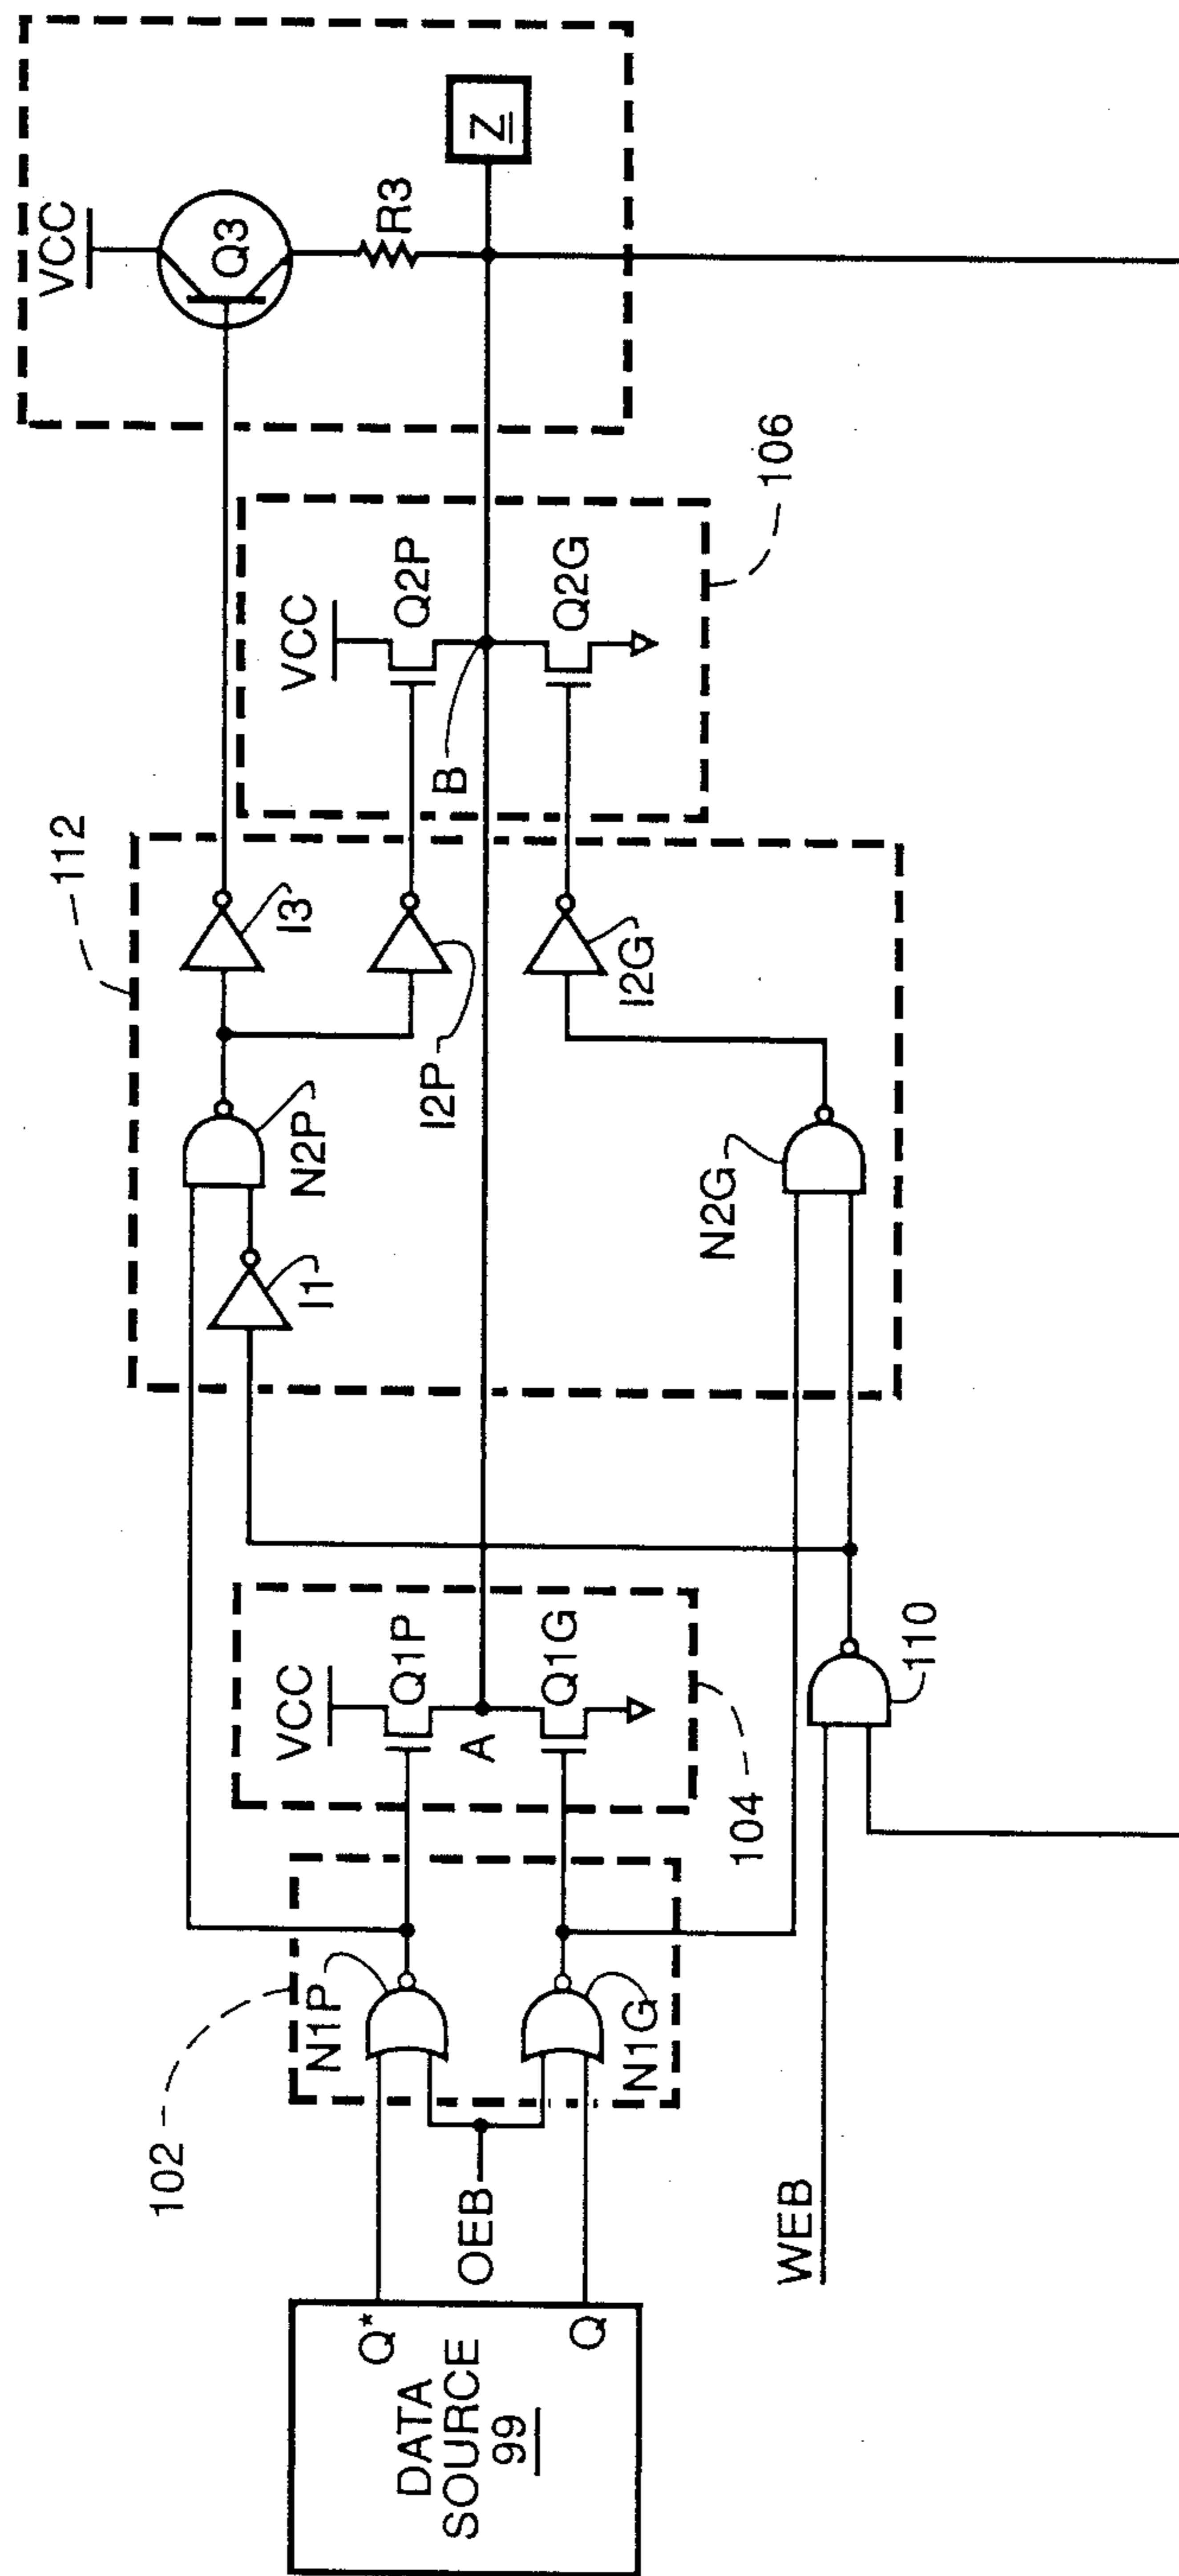 DATA
SOURCE
99
Q*
Q
OEB
WEB
102
N1P
N1G
VCC
Q1P
A
Q1G
104
110
112
I1
N2P
N2G
I3
I2P
I2G
VCC
Q2P
B
Q2G
106
VCC
Q3
R3
Z